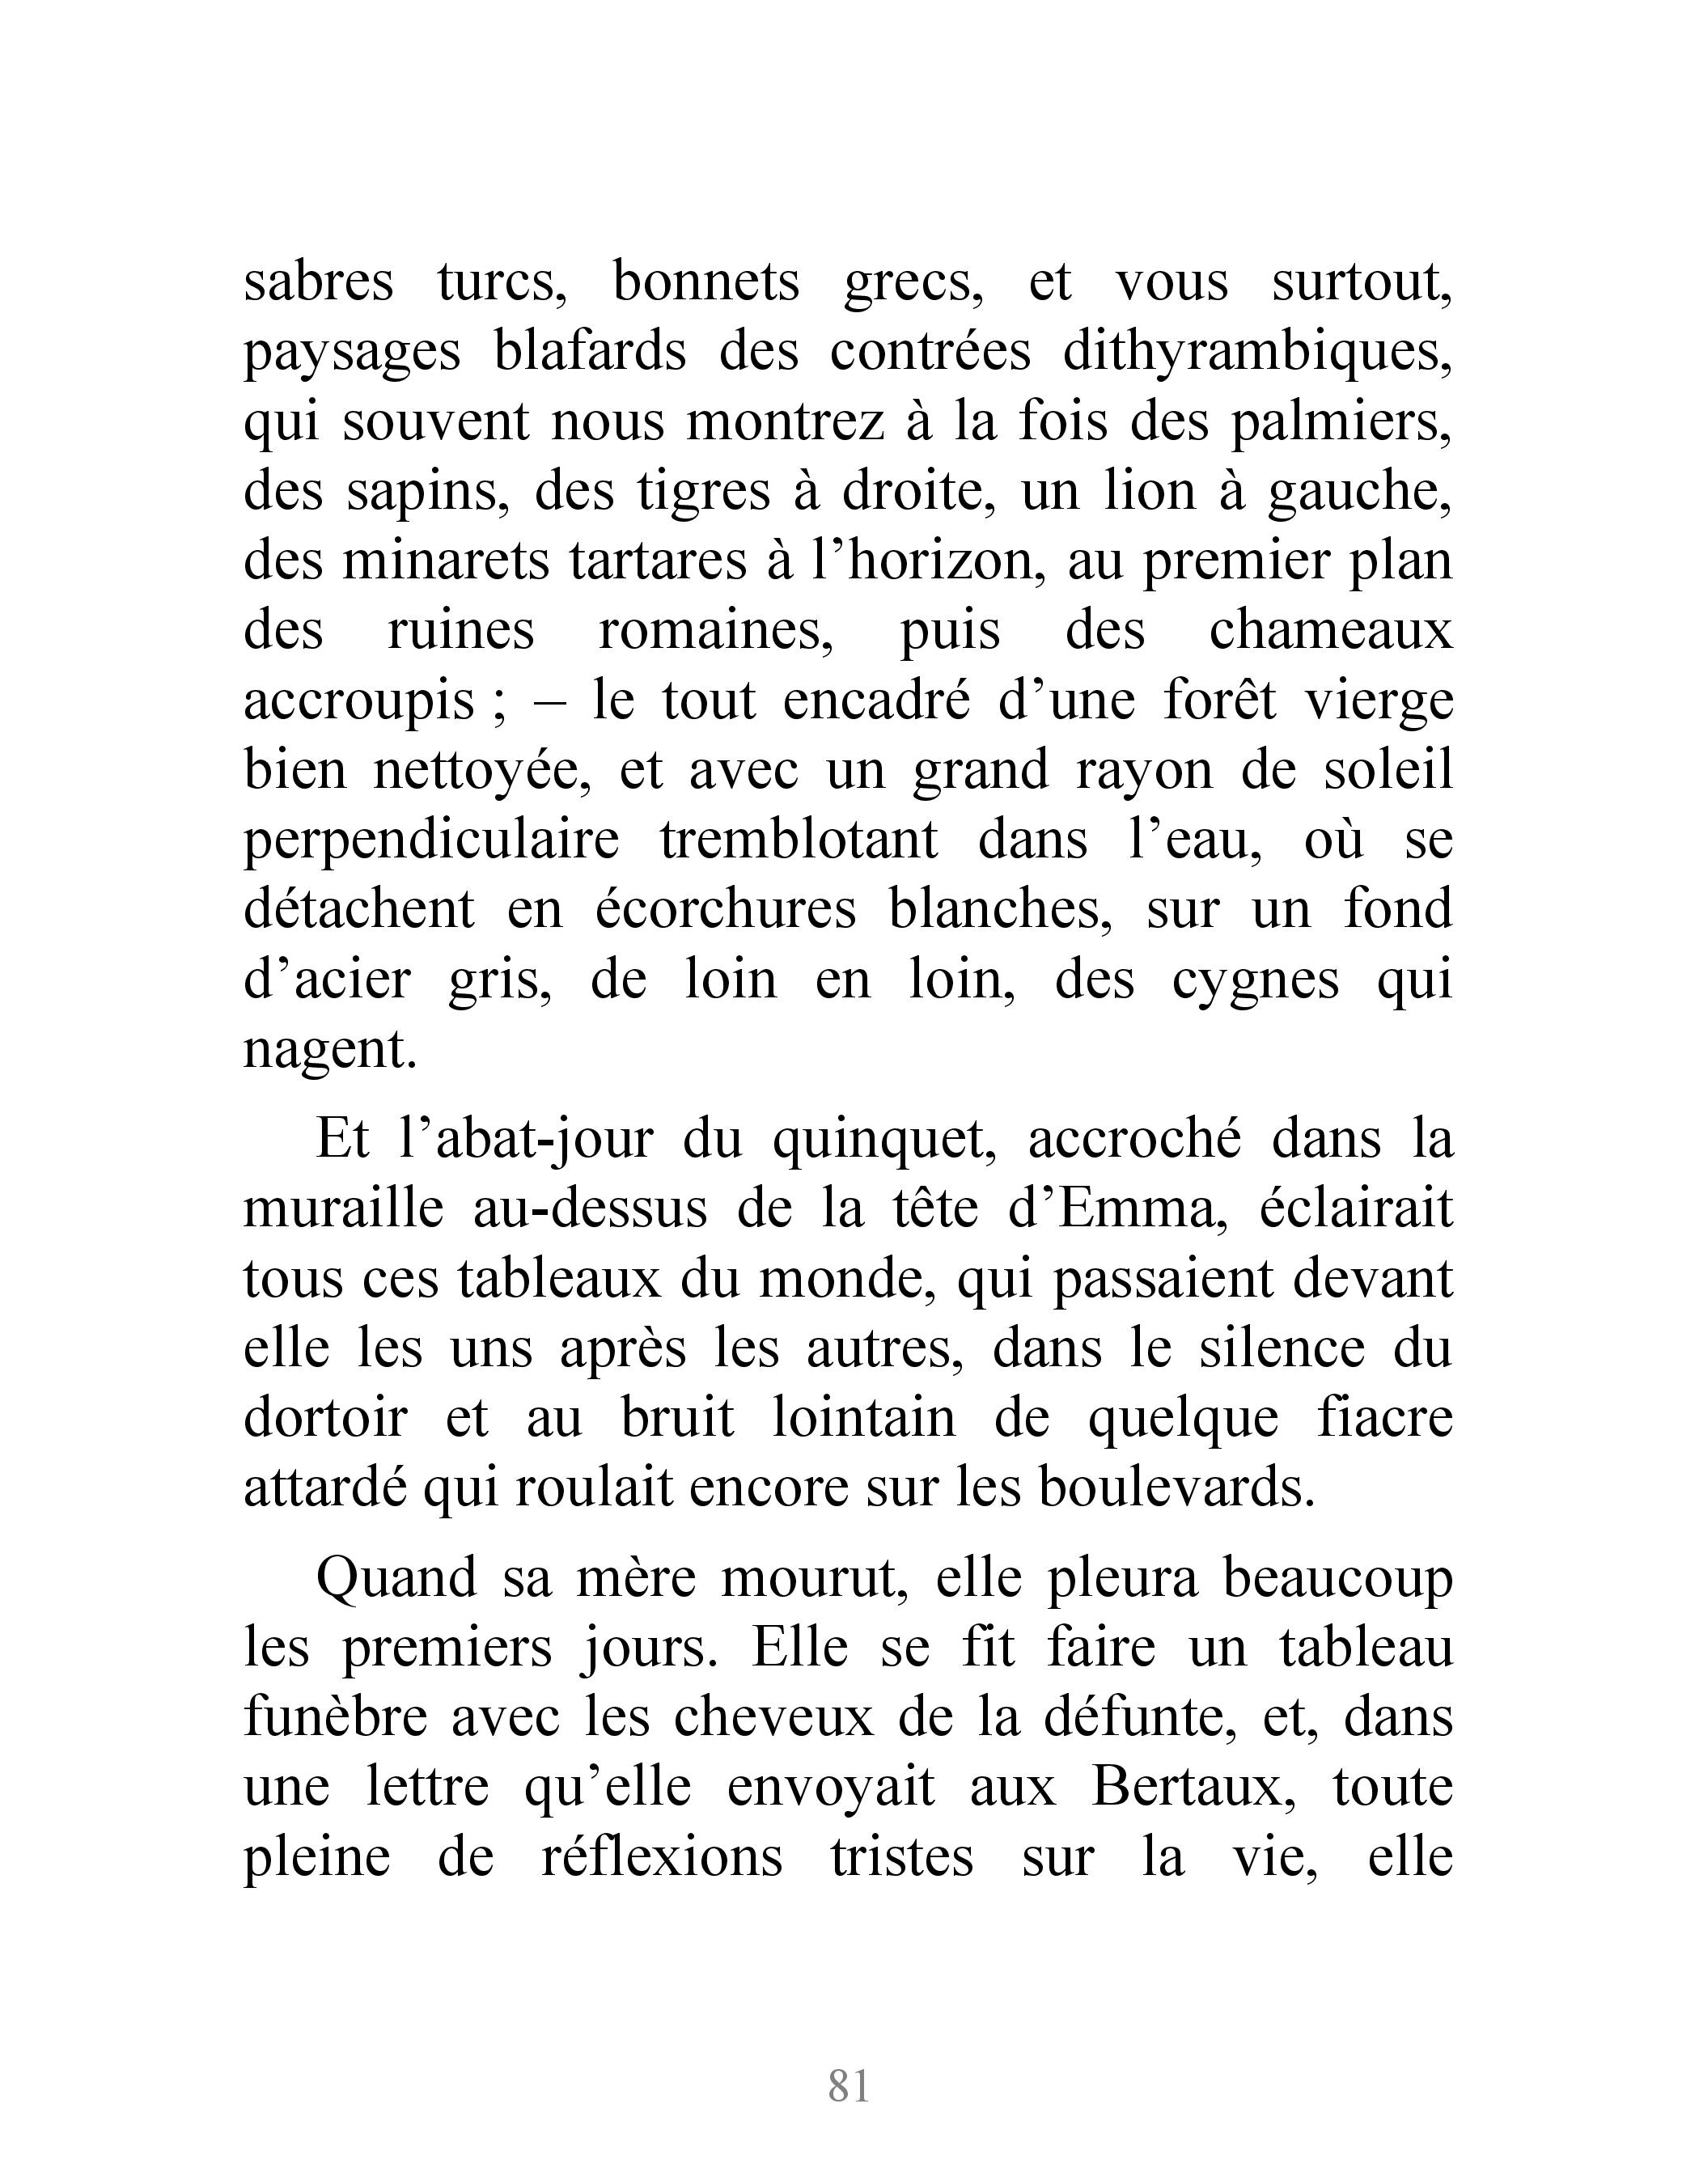 sabres turcs, bonnets grecs, et vous surtout,
paysages blafards des contrées dithyrambiques,
qui souvent nous montrez à la fois des palmiers,
des sapins, des tigres à droite, un lion à gauche,
des minarets tartares à l’horizon, au premier plan
des ruines romaines, puis des chameaux
accroupis ; – le tout encadré d’une forêt vierge
bien nettoyée, et avec un grand rayon de soleil
perpendiculaire tremblotant dans l’eau, où se
détachent en écorchures blanches, sur un fond
d’acier gris, de loin en loin, des cygnes qui
nagent.
Et l’abat-jour du quinquet, accroché dans la
muraille au-dessus de la tête d’Emma, éclairait
tous ces tableaux du monde, qui passaient devant
elle les uns après les autres, dans le silence du
dortoir et au bruit lointain de quelque fiacre
attardé qui roulait encore sur les boulevards.
Quand sa mère mourut, elle pleura beaucoup
les premiers jours. Elle se fit faire un tableau
funèbre avec les cheveux de la défunte, et, dans
une lettre qu’elle envoyait aux Bertaux, toute
pleine de réflexions tristes sur la vie, elle
81